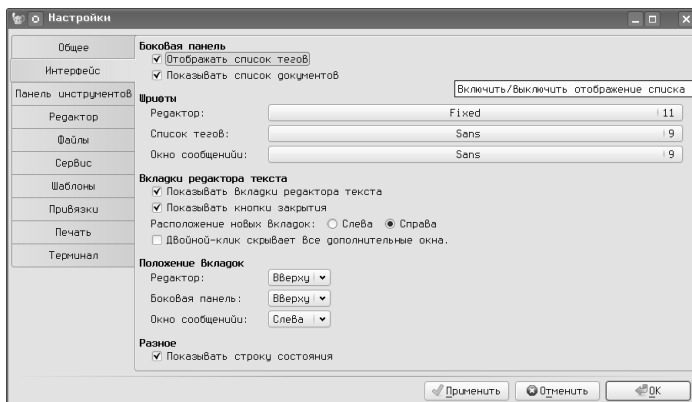 Настройки
Общее
Интерфейс
Панель инструментов
Редактор
Файлы
Сервис
Шаблоны
Привязки
Печать
Терминал
Боковая панель
Отображать список тегов
Показывать список документов
Включить/Выключить отображение списка
Шрифты
Редактор: Fixed 11
Список тегов: Sans 9
Окно сообщений: Sans 9
Вкладки редактора текста
Показывать вкладки редактора текста
Показывать кнопки закрытия
Расположение новых вкладок: Слева Справа
Двойной-клик скрывает все дополнительные окна.
Положение вкладок
Редактор: Вверху
Боковая панель: Вверху
Окно сообщений: Слева
Разное
Показывать строку состояния
Применить Отменить OK